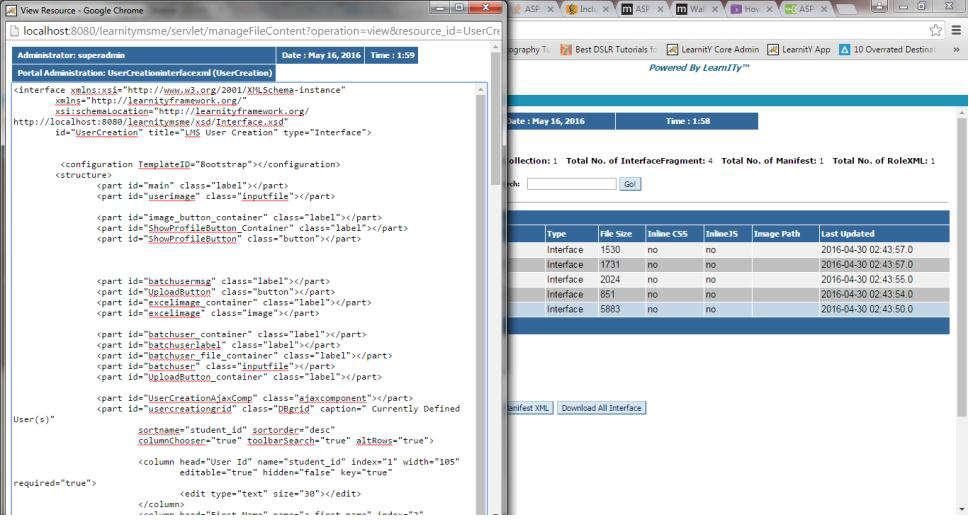 View Resource - Google Chrome
localhost:8080/learnitymsme/servlet/manageFileContent?operation=view&resource_id=UserCre
Administrator: superadmin
Date : May 16, 2016
Time : 1:59
Portal Administration: UserCreationinterfacexml (UserCreation)
<interface xmlns:xsi="http://www.w3.org/2001/XMLSchema-instance"
xmlns="http://learnityframework.org/"
xsi:schemaLocation="http://learnityframework.org/
http://localhost:8080/learnitymsme/xsd/Interface.xsd"
id="UserCreation" title="LMS User Creation" type="Interface">
<configuration TemplateID="Bootstrap"></configuration>
<structure>
<part id="main" class="label"></part>
<part id="userimage" class="inputfile"></part>
<part id="image_button_container" class="label"></part>
<part id="ShowProfileButton_Container" class="label"></part>
<part id="ShowProfileButton" class="button"></part>
<part id="batchusermsg" class="label"></part>
<part id="UploadButton" class="button"></part>
<part id="excelimage_container" class="label"></part>
<part id="excelimage" class="image"></part>
<part id="batchuser_container" class="label"></part>
<part id="batchuserlabel" class="label"></part>
<part id="batchuser_file_container" class="label"></part>
<part id="batchuser" class="inputfile"></part>
<part id="UploadButton_container" class="label"></part>
<part id="UserCreationAjaxComp" class="ajaxcomponent"></part>
<part id="usercreationgrid" class="DBgrid" caption=" Currently Defined
User(s)"
sortname="student_id" sortorder="desc"
columnChooser="true" toolbarSearch="true" altRows="true">
<column head="User Id" name="student_id" index="1" width="105"
editable="true" hidden="false" key="true"
required="true">
<edit type="text" size="30"></edit>
</column>
<column head="First Name" name="a.first_name" index="2"
ASP
Inclu
ASP
Wall
How
ASP
tography Tu
Best DSLR Tutorials fo
LearnitY Core Admin
LearnitY App
10 Overrated Destinat
Powered By LearnITy™
Date : May 16, 2016
Time : 1:58
ollection: 1 Total No. of InterfaceFragment: 4 Total No. of Manifest: 1 Total No. of RoleXML: 1
rch:
Go!
Type
File Size
Inline CSS
InlineJS
Image Path
Last Updated
Interface 1530 no no 2016-04-30 02:43:57.0
Interface 1731 no no 2016-04-30 02:43:57.0
Interface 2024 no no 2016-04-30 02:43:55.0
Interface 851 no no 2016-04-30 02:43:54.0
Interface 5883 no no 2016-04-30 02:43:50.0
Manifest XML
Download All Interface